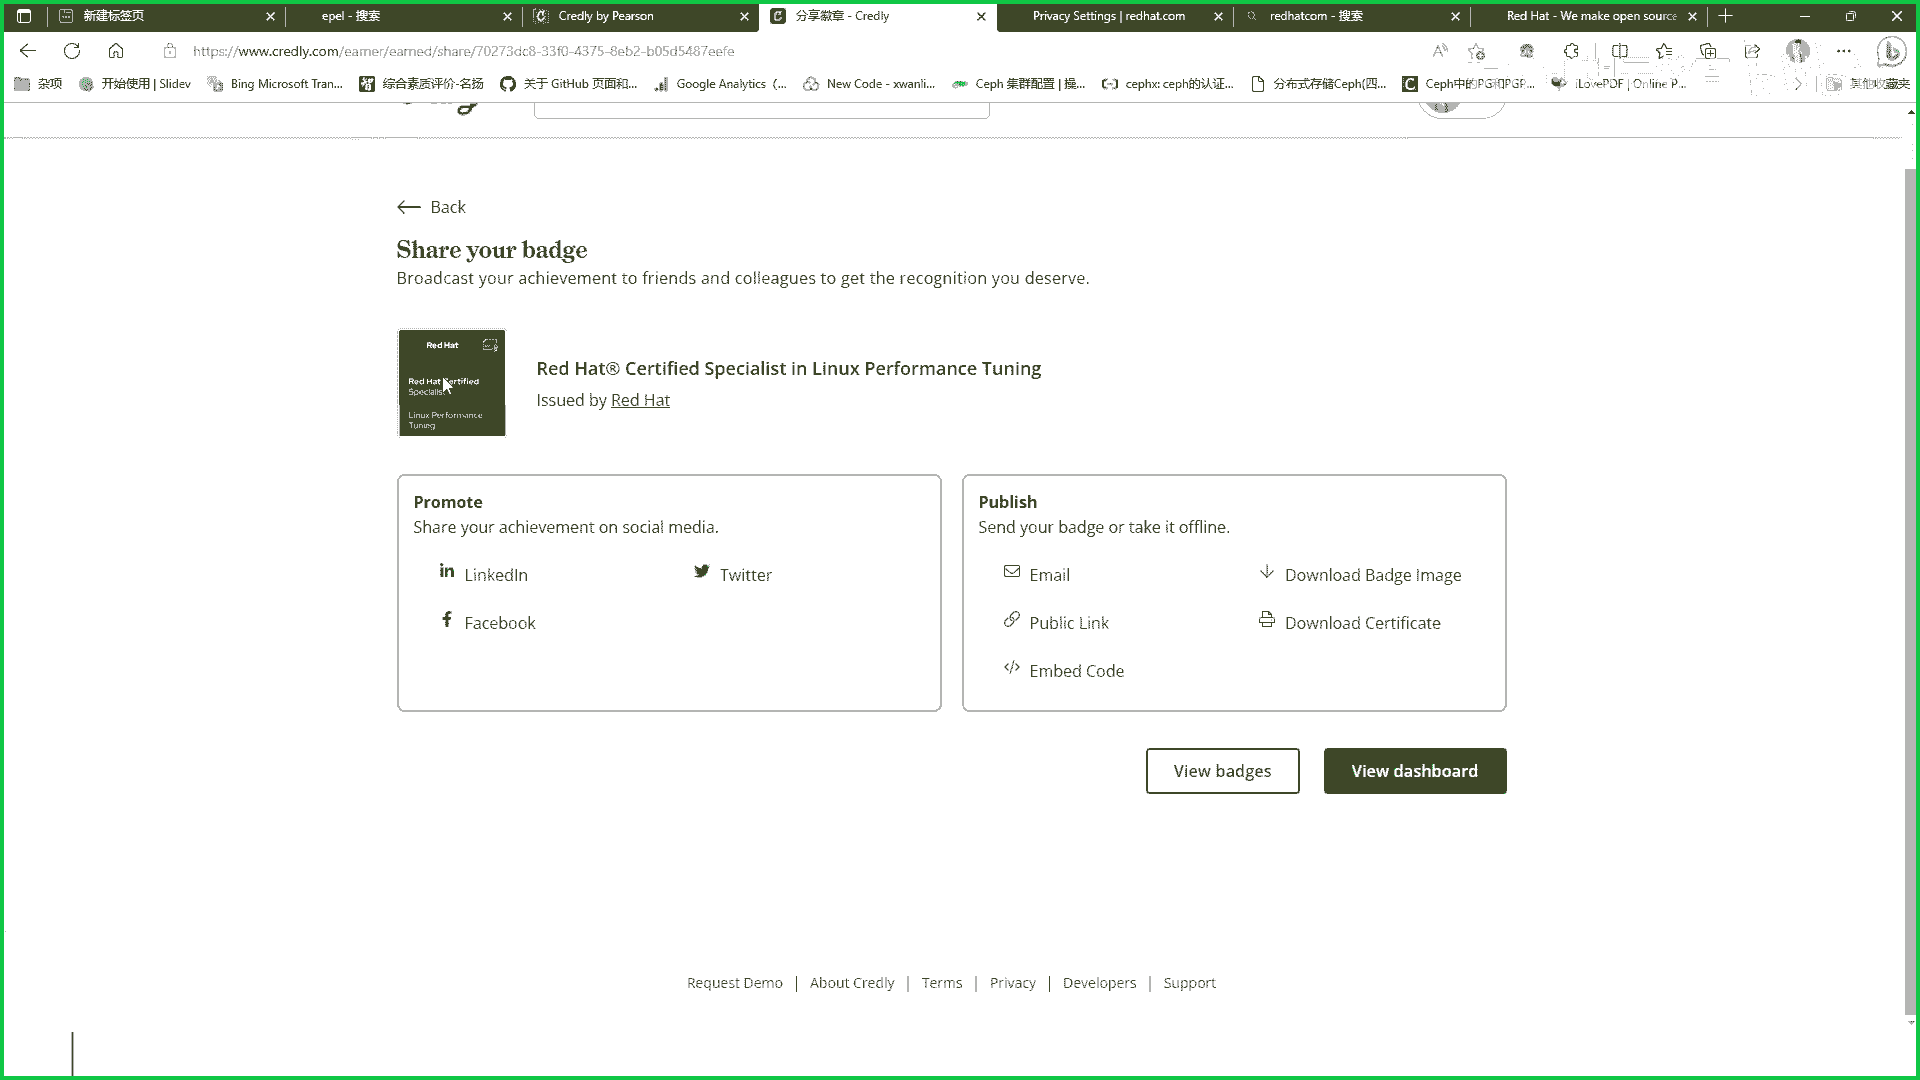 新建标签页
epel - 搜索
Credly by Pearson
分享徽章 - Credly
Privacy Settings | redhat.com
redhatcom - 搜索
Red Hat - We make open source
https://www.credly.com/earner/earned/share/70273dc8-33f0-4375-8eb2-b05d5487eefe
杂项
开始使用 | Slidev
Bing Microsoft Tran...
综合素质评价-名扬
关于 GitHub 页面和...
Google Analytics (...
New Code - xwanli...
Ceph 集群配置 | 操...
cephx: ceph的认证...
分布式存储Ceph(四...
Ceph中的PG和PGP...
iLovePDF | Online P...
其他收藏夹
Back
Share your badge
Broadcast your achievement to friends and colleagues to get the recognition you deserve.
Red Hat
Red Hat Certified
Specialist
Linux Performance
Tuning
Red Hat® Certified Specialist in Linux Performance Tuning
Issued by Red Hat
Promote
Share your achievement on social media.
LinkedIn
Twitter
Facebook
Publish
Send your badge or take it offline.
Email
Download Badge Image
Public Link
Download Certificate
Embed Code
View badges
View dashboard
Request Demo | About Credly | Terms | Privacy | Developers | Support